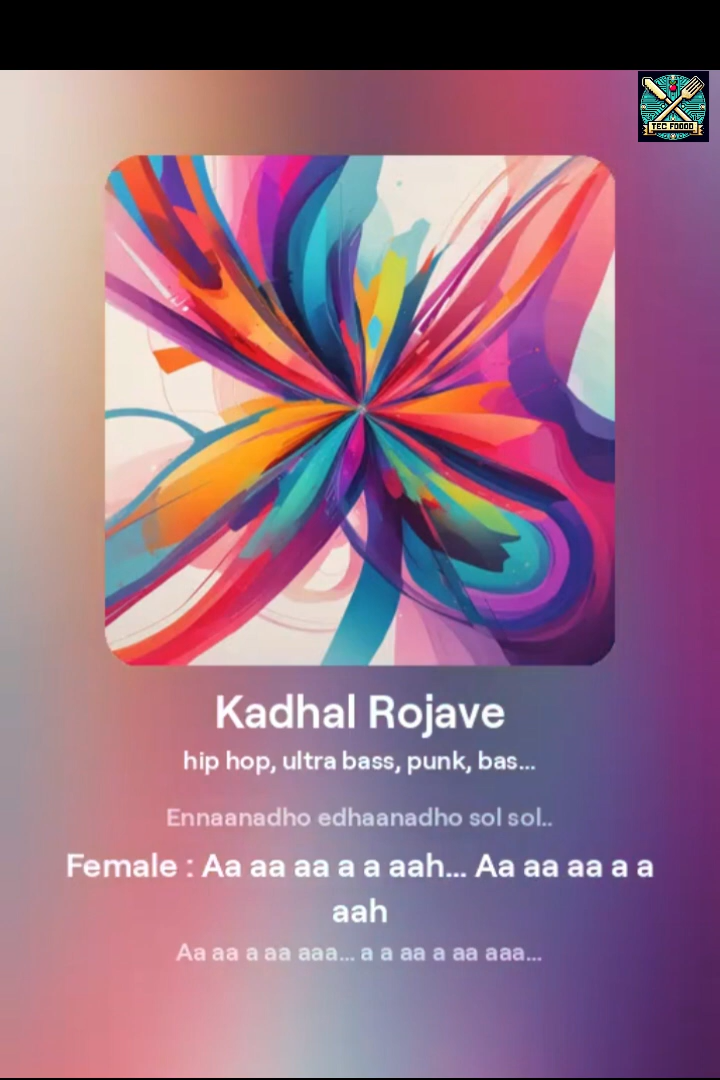 TEC FOOOD
Kadhal Rojave
hip hop, ultra bass, punk, bas...
Ennaanadho edhaanadho sol sol..
Female : Aa aa aa a a aah... Aa aa aa a a
aah
Aa aa a aa aaa... a a aa a aa aaa...